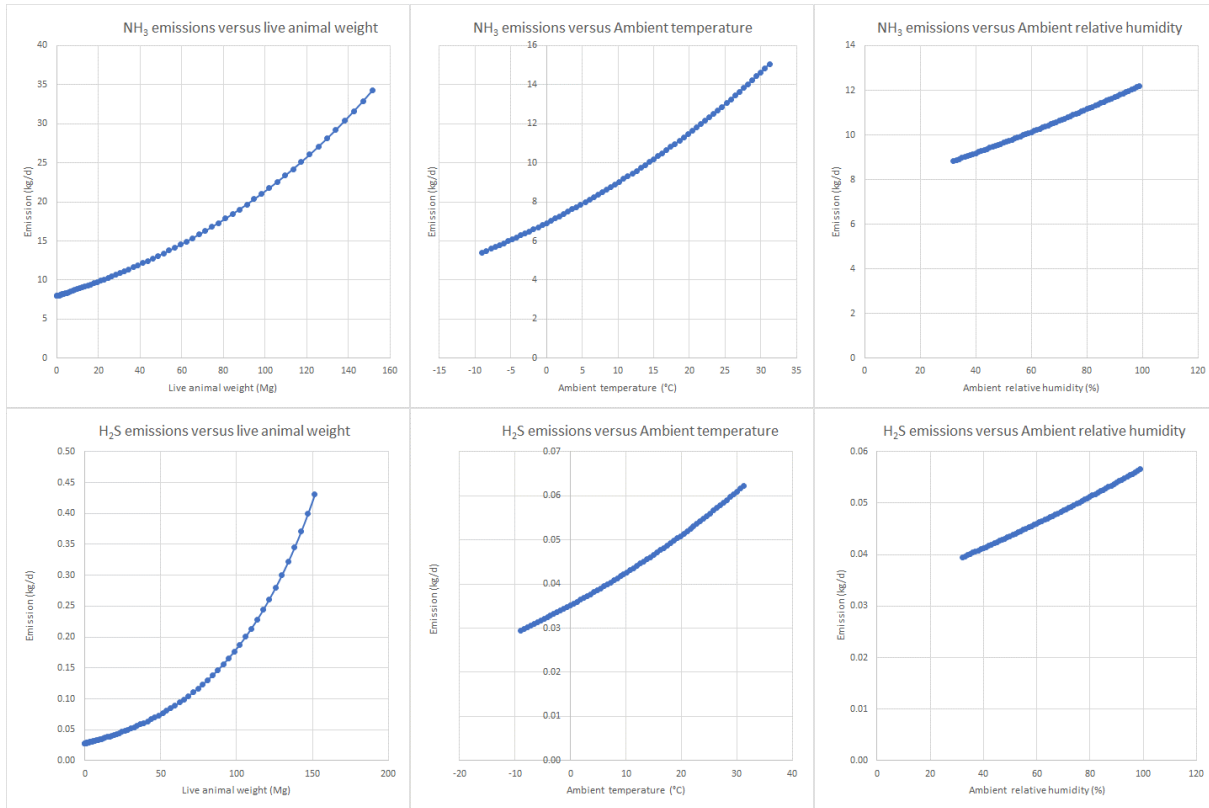 NH₃ emissions versus live animal weight
40
35
30
25
20
15
10
5
0
Emission (kg/d)
0 20 40 60 80 100 120 140 160
Live animal weight (Mg)
NH₃ emissions versus Ambient temperature
16
14
12
10
8
6
4
2
0
Emission (kg/d)
-15 -10 -5 0 5 10 15 20 25 30 35
Ambient temperature (°C)
NH₃ emissions versus Ambient relative humidity
14
12
10
8
6
4
2
0
Emission (kg/d)
0 20 40 60 80 100 120
Ambient relative humidity (%)
H₂S emissions versus live animal weight
0.50
0.45
0.40
0.35
0.30
0.25
0.20
0.15
0.10
0.05
0.00
Emission (kg/d)
0 50 100 150 200
Live animal weight (Mg)
H₂S emissions versus Ambient temperature
0.07
0.06
0.05
0.04
0.03
0.02
0.01
0.00
Emission (kg/d)
-20 -10 0 10 20 30 40
Ambient temperature (°C)
H₂S emissions versus Ambient relative humidity
0.06
0.05
0.04
0.03
0.02
0.01
0.00
Emission (kg/d)
0 20 40 60 80 100 120
Ambient relative humidity (%)